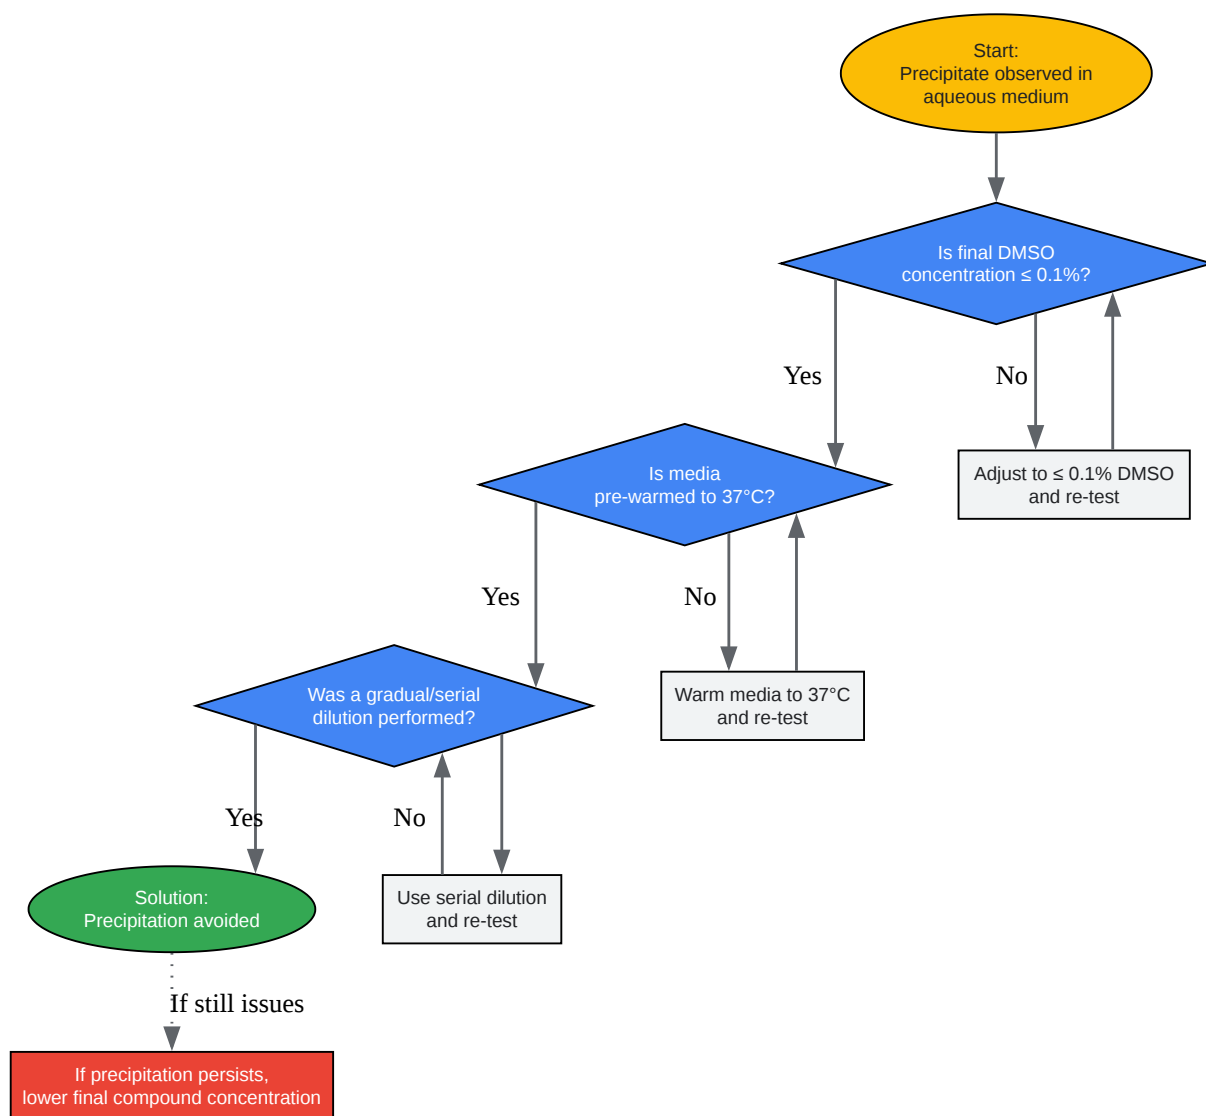 Start:
Precipitate observed in
aqueous medium
Is final DMSO
concentration ≤ 0.1%?
Yes
No
Is media
pre-warmed to 37°C?
Adjust to ≤ 0.1% DMSO
and re-test
Yes
No
Was a gradual/serial
dilution performed?
Warm media to 37°C
and re-test
Yes
No
Solution:
Precipitation avoided
Use serial dilution
and re-test
If still issues
If precipitation persists,
lower final compound concentration